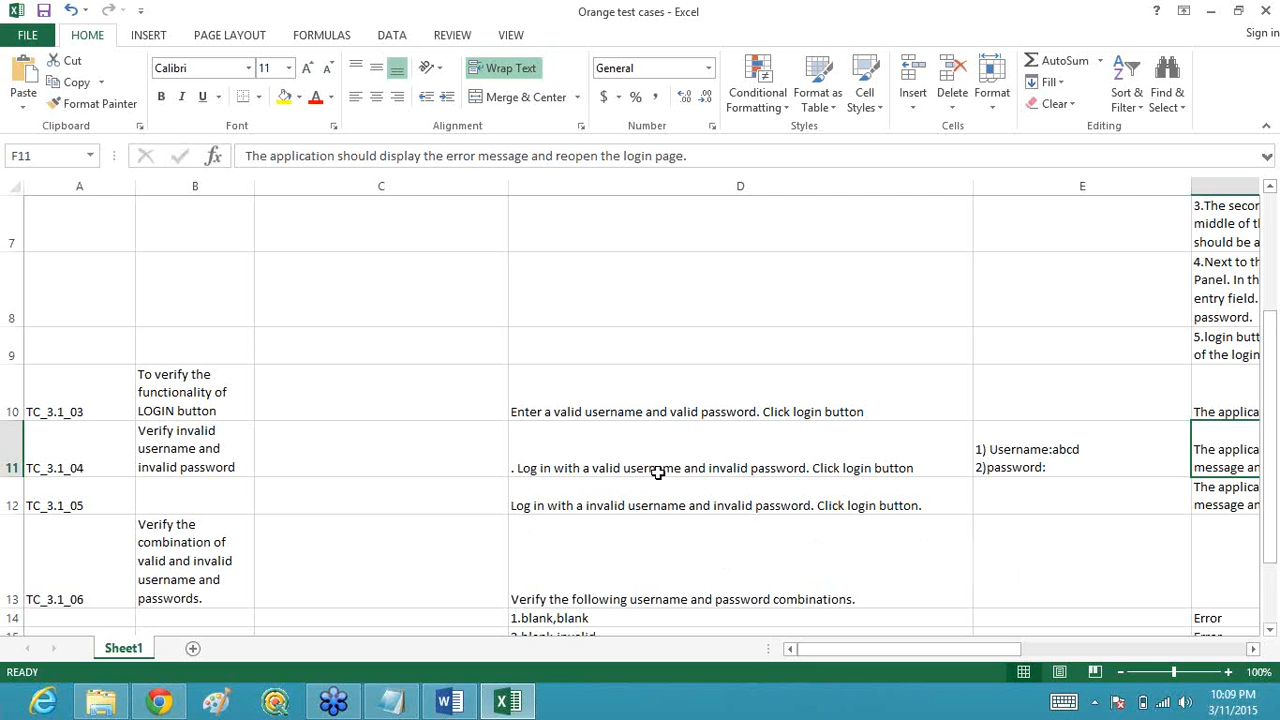 Orange test cases - Excel
Sign in
FILE HOME INSERT PAGE LAYOUT FORMULAS DATA REVIEW VIEW
Paste
Cut
Copy
Format Painter
Calibri 11
B I U
Wrap Text
Merge & Center
General
$ % ,
Conditional Formatting
Format as Table
Cell Styles
Insert
Delete
Format
AutoSum
Fill
Clear
Sort & Filter
Find & Select
Clipboard Font Alignment Number Styles Cells Editing
F11 fx The application should display the error message and reopen the login page.
A B C D E
3.The secor
middle of t
7 should be a
4.Next to th
Panel. In th
entry field.
8 password.
5.login butt
9 of the login
To verify the
functionality of
10 TC_3.1_03 LOGIN button Enter a valid username and valid password. Click login button The applica
Verify invalid
username and 1) Username:abcd The applica
11 TC_3.1_04 invalid password . Log in with a valid username and invalid password. Click login button 2)password: message an
The applica
12 TC_3.1_05 Log in with a invalid username and invalid password. Click login button. message an
Verify the
combination of
valid and invalid
username and
13 TC_3.1_06 passwords. Verify the following username and password combinations.
14 1.blank,blank Error
15 2.blank,invalid Error
Sheet1
READY 100%
10:09 PM
3/11/2015